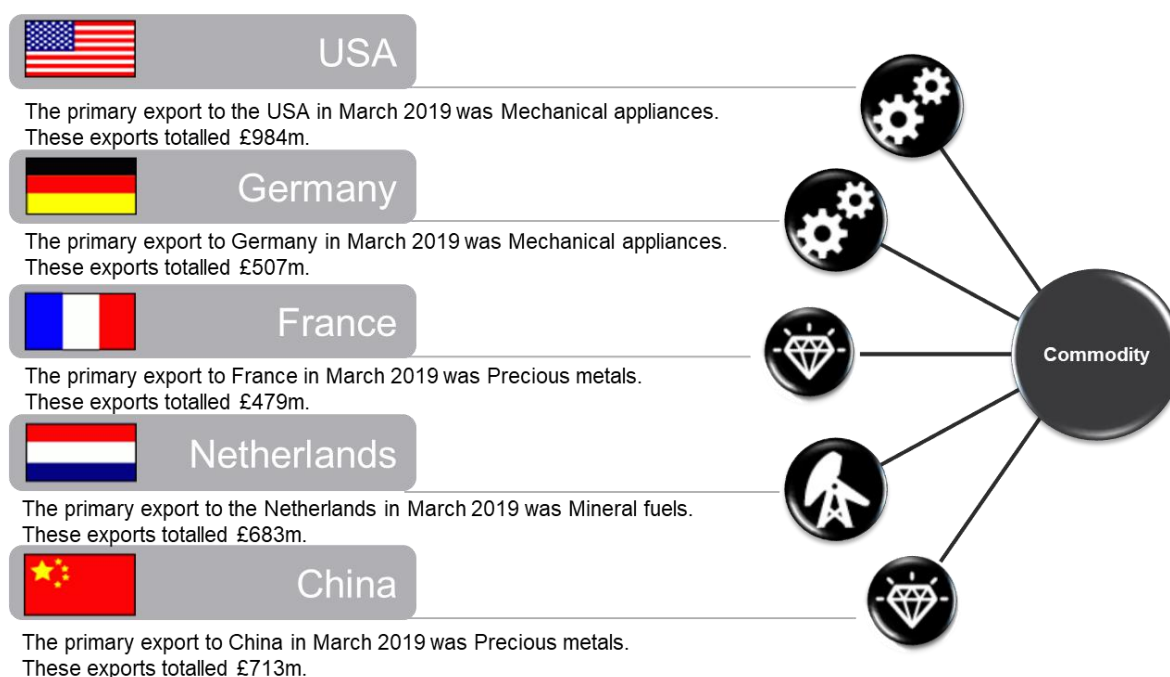 USA
The primary export to the USA in March 2019 was Mechanical appliances.
These exports totalled £984m.
Germany
The primary export to Germany in March 2019 was Mechanical appliances.
These exports totalled £507m.
France
The primary export to France in March 2019 was Precious metals.
These exports totalled £479m.
Netherlands
The primary export to the Netherlands in March 2019 was Mineral fuels.
These exports totalled £683m.
China
The primary export to China in March 2019 was Precious metals.
These exports totalled £713m.
Commodity